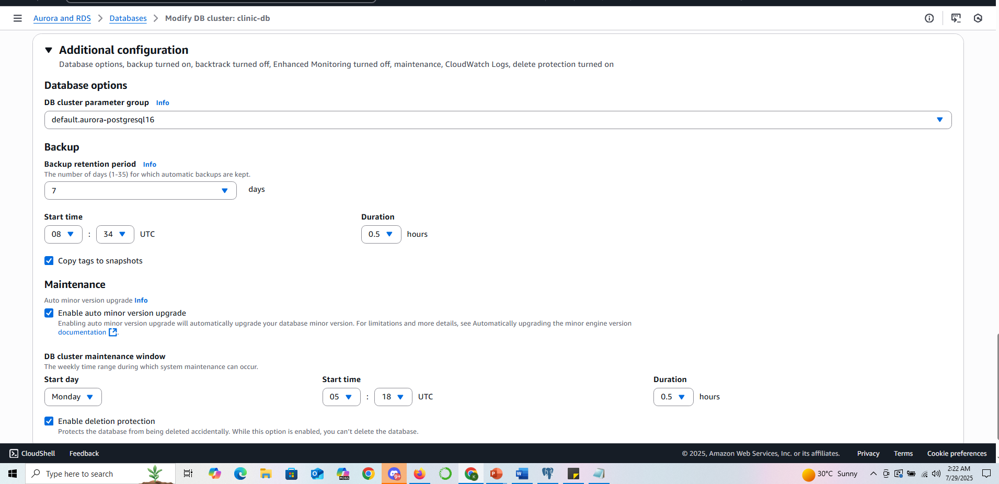 Aurora and RDS > Databases > Modify DB cluster: clinic-db
Additional configuration
Database options, backup turned on, backtrack turned off, Enhanced Monitoring turned off, maintenance, CloudWatch Logs, delete protection turned on
Database options
DB cluster parameter group Info
default.aurora-postgresql16
Backup
Backup retention period Info
The number of days (1-35) for which automatic backups are kept.
7 days
Start time Duration
08 : 34 UTC 0.5 hours
Copy tags to snapshots
Maintenance
Auto minor version upgrade Info
Enable auto minor version upgrade
Enabling auto minor version upgrade will automatically upgrade your database minor version. For limitations and more details, see Automatically upgrading the minor engine version
documentation .
DB cluster maintenance window
The weekly time range during which system maintenance can occur.
Start day Start time Duration
Monday 05 : 18 UTC 0.5 hours
Enable deletion protection
Protects the database from being deleted accidentally. While this option is enabled, you can't delete the database.
CloudShell Feedback © 2025, Amazon Web Services, Inc. or its affiliates. Privacy Terms Cookie preferences
Type here to search M365 9+ K P W 30°C Sunny 2:22 AM
7/29/2025